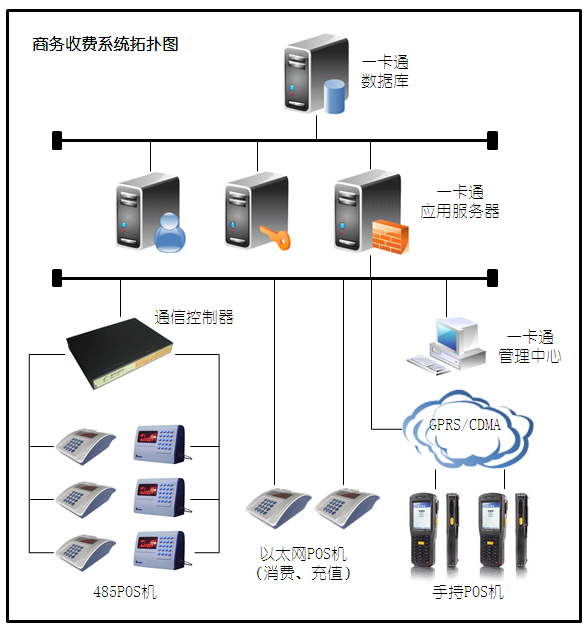 商务收费系统拓扑图
一卡通
数据库
一卡通
应用服务器
通信控制器
一卡通
管理中心
GPRS/CDMA
以太网POS机
(消费、充值)
485POS机
手持POS机